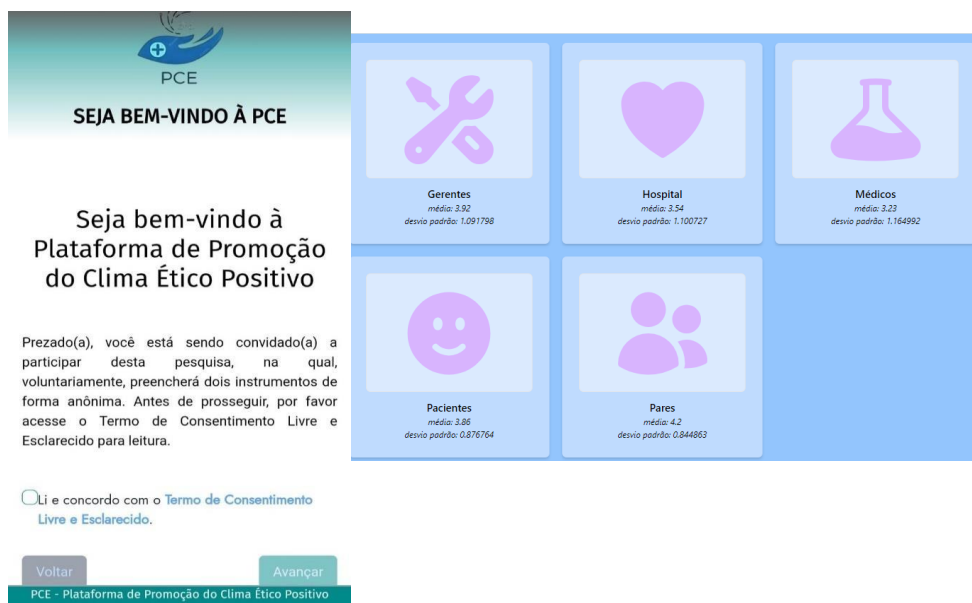 PCE
SEJA BEM-VINDO À PCE
Seja bem-vindo à
Plataforma de Promoção
do Clima Ético Positivo
Prezado(a), você está sendo convidado(a) a
participar desta pesquisa, na qual,
voluntariamente, preencherá dois instrumentos de
forma anônima. Antes de prosseguir, por favor
acesse o Termo de Consentimento Livre e
Esclarecido para leitura.
Li e concordo com o Termo de Consentimento
Livre e Esclarecido.
Voltar
Avançar
PCE - Plataforma de Promoção do Clima Ético Positivo
Gerentes
média: 3.92
desvio padrão: 1.091798
Hospital
média: 3.54
desvio padrão: 1.100727
Médicos
média: 3.23
desvio padrão: 1.164992
Pacientes
média: 3.86
desvio padrão: 0.876764
Pares
média: 4.2
desvio padrão: 0.844863